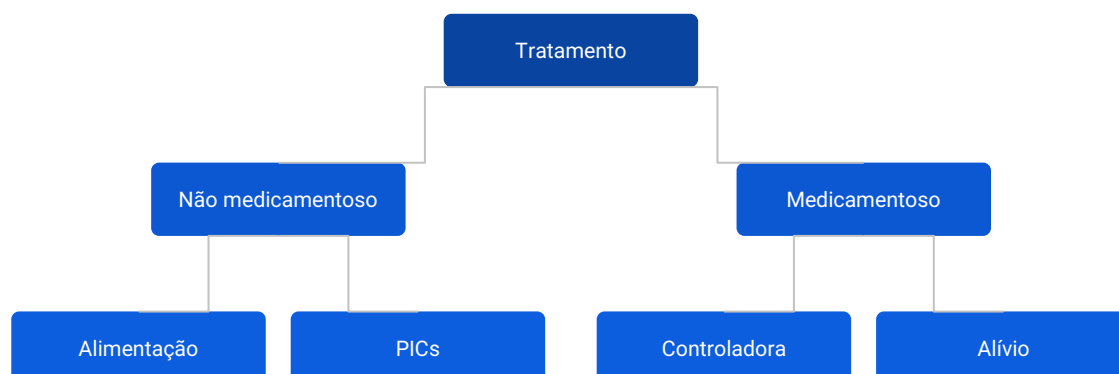 Tratamento
Não medicamentoso
Medicamentoso
Alimentação
PICs
Controladora
Alívio